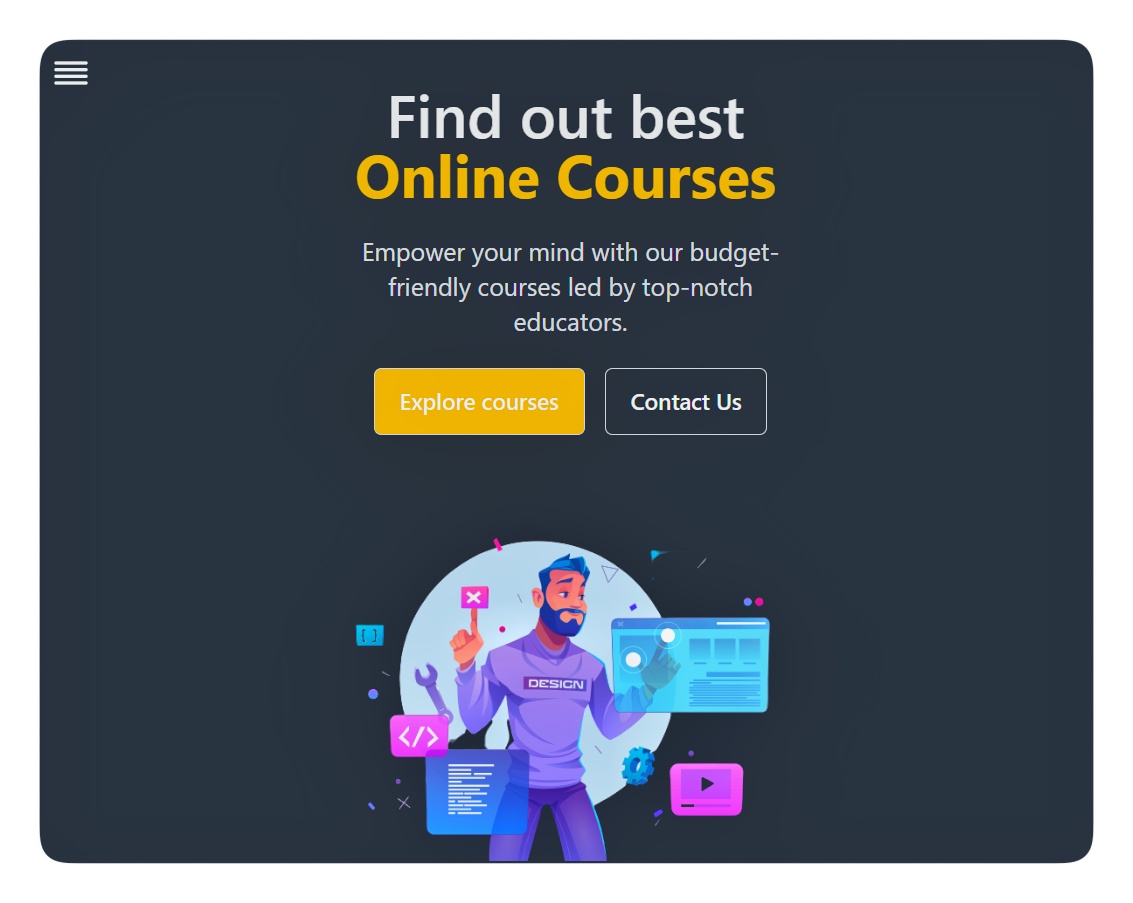 Find out best
Online Courses
Empower your mind with our budget-
friendly courses led by top-notch
educators.
Explore courses
Contact Us
{ }
DESIGN
</>